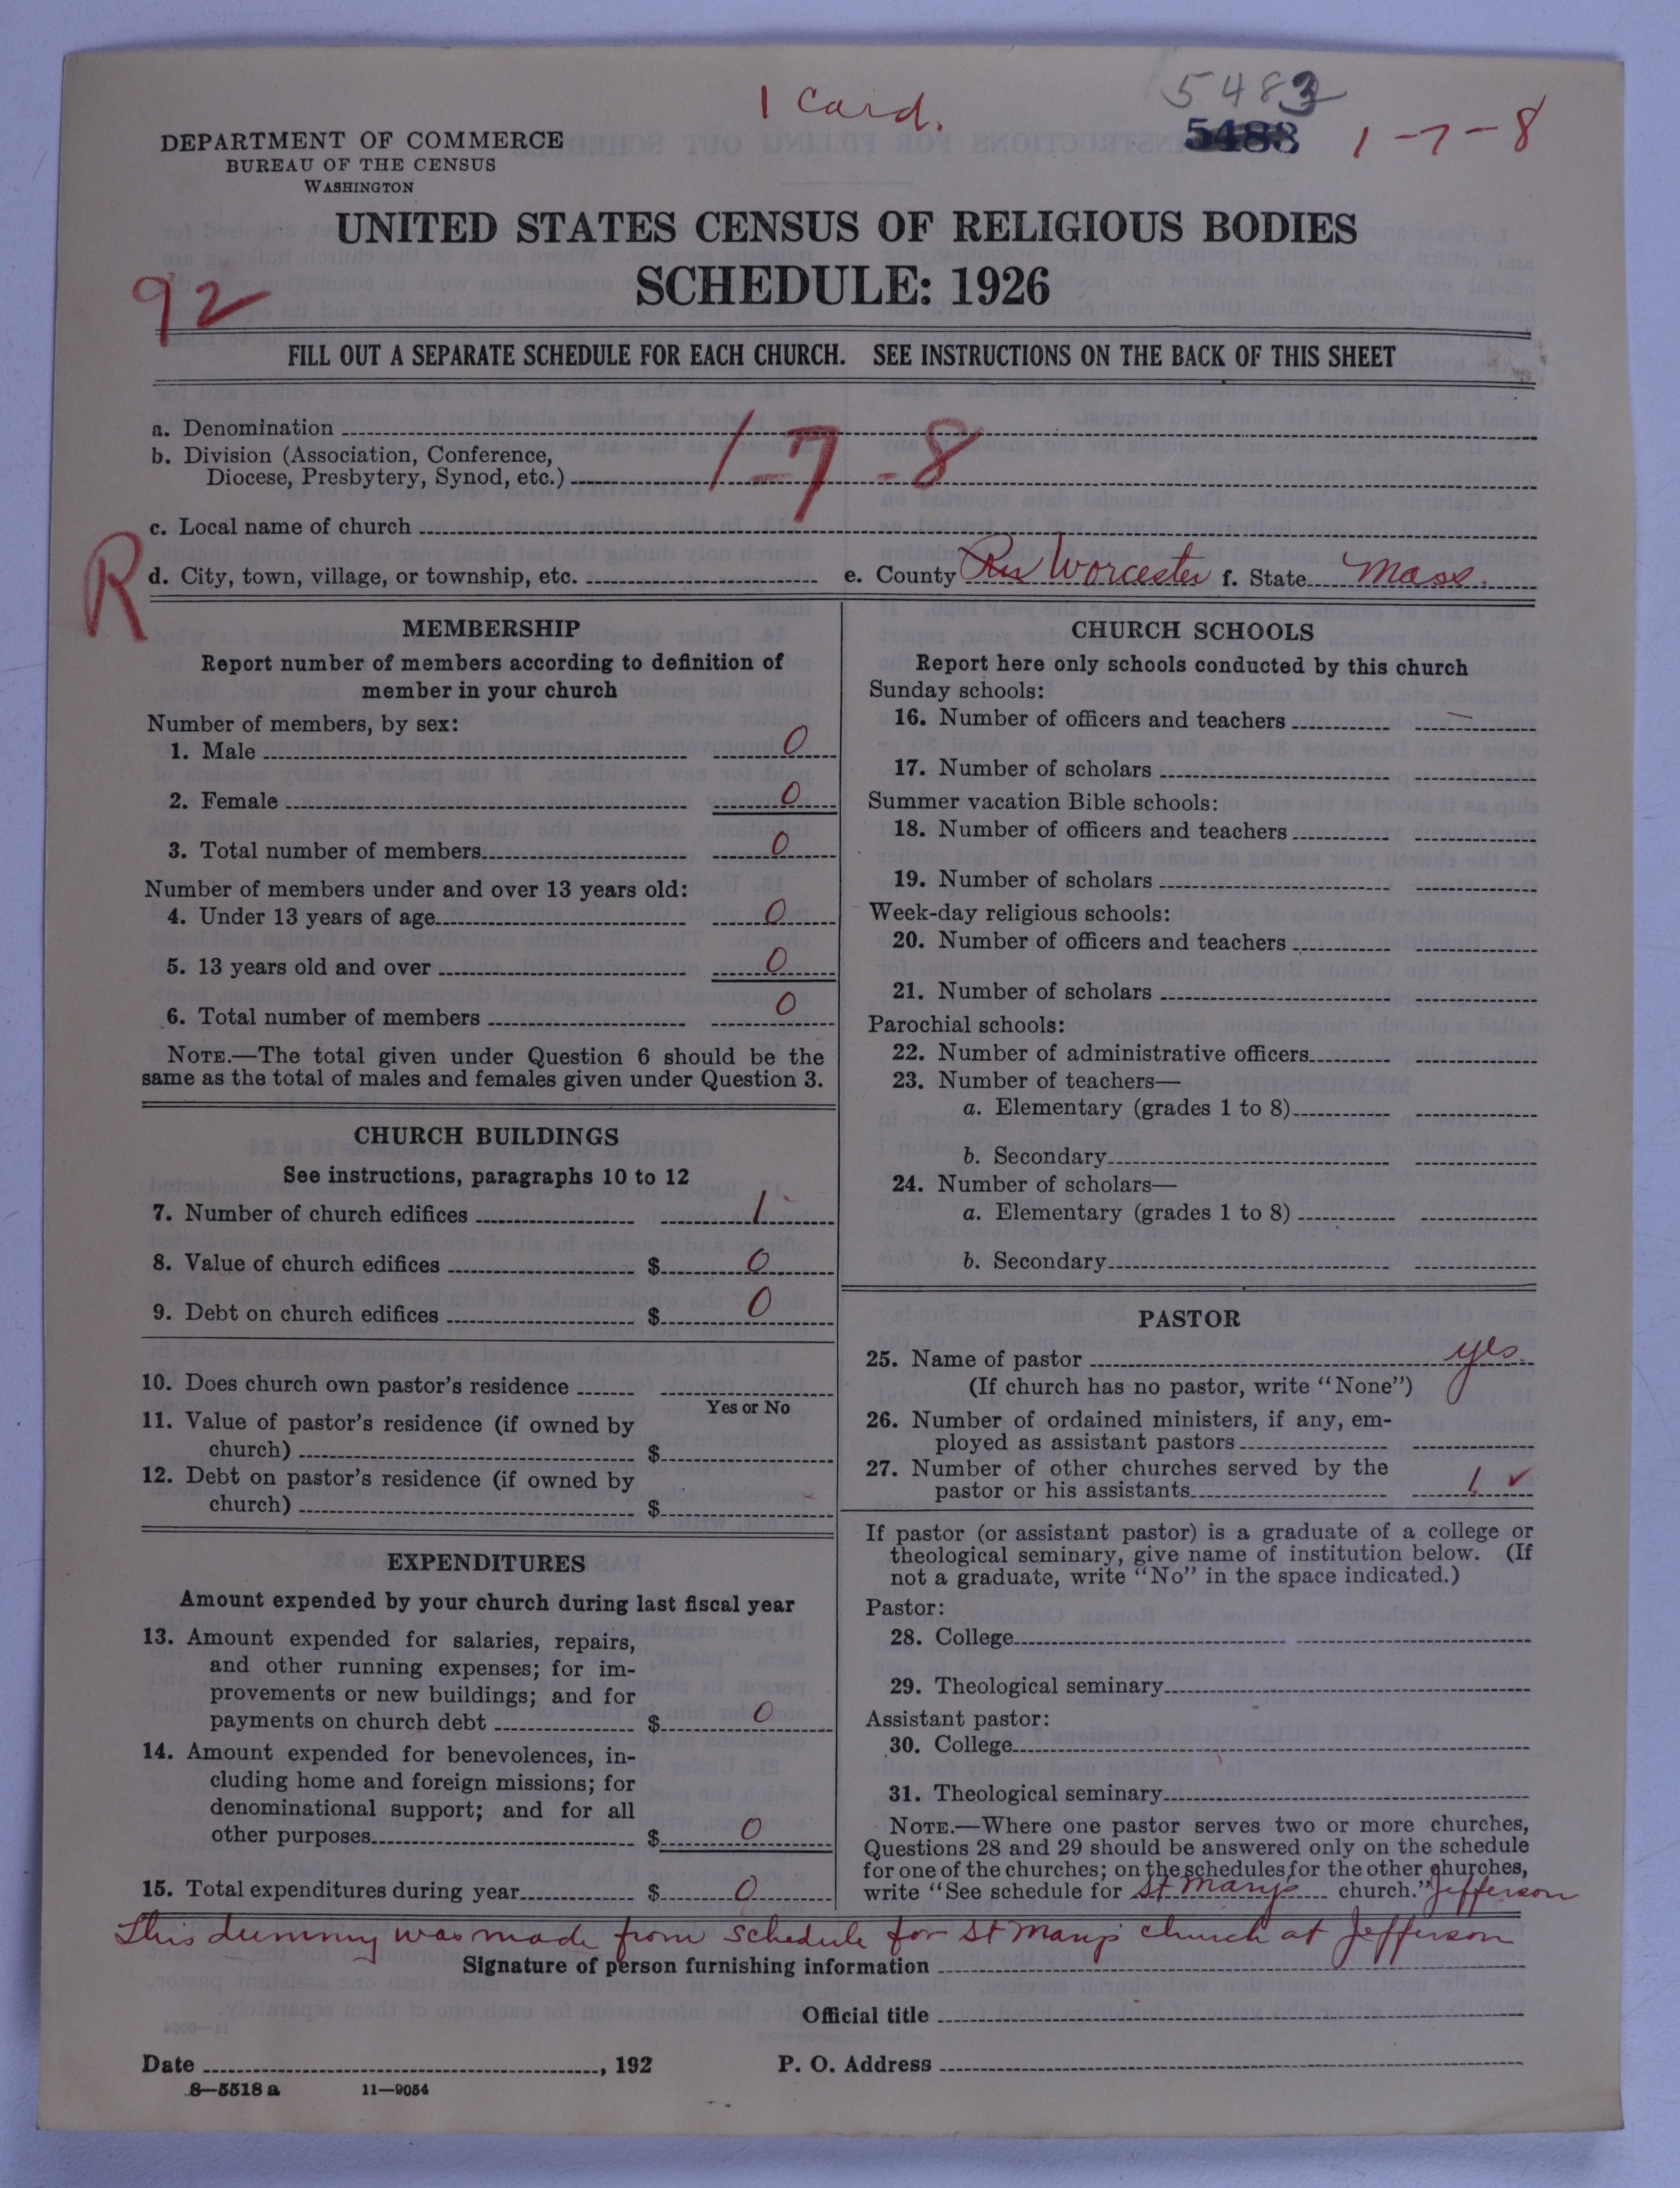 1 Card.
5483
5488
1-7-8
DEPARTMENT OF COMMERCE
BUREAU OF THE CENSUS
WASHINGTON
UNITED STATES CENSUS OF RELIGIOUS BODIES
SCHEDULE: 1926
92
FILL OUT A SEPARATE SCHEDULE FOR EACH CHURCH. SEE INSTRUCTIONS ON THE BACK OF THIS SHEET
a. Denomination
b. Division (Association, Conference,
Diocese, Presbytery, Synod, etc.)
1-7-8
c. Local name of church
R
d. City, town, village, or township, etc. e. County Worcester f. State Mass.
MEMBERSHIP
Report number of members according to definition of
member in your church
Number of members, by sex:
1. Male 0
2. Female 0
3. Total number of members 0
Number of members under and over 13 years old:
4. Under 13 years of age 0
5. 13 years old and over 0
6. Total number of members 0
NOTE.—The total given under Question 6 should be the
same as the total of males and females given under Question 3.
CHURCH BUILDINGS
See instructions, paragraphs 10 to 12
7. Number of church edifices 1
8. Value of church edifices $ 0
9. Debt on church edifices $ 0
10. Does church own pastor's residence
Yes or No
11. Value of pastor's residence (if owned by
church) $
12. Debt on pastor's residence (if owned by
church) $
EXPENDITURES
Amount expended by your church during last fiscal year
13. Amount expended for salaries, repairs,
and other running expenses; for im-
provements or new buildings; and for
payments on church debt $ 0
14. Amount expended for benevolences, in-
cluding home and foreign missions; for
denominational support; and for all
other purposes $ 0
15. Total expenditures during year $ 0
CHURCH SCHOOLS
Report here only schools conducted by this church
Sunday schools:
16. Number of officers and teachers —
17. Number of scholars
Summer vacation Bible schools:
18. Number of officers and teachers
19. Number of scholars
Week-day religious schools:
20. Number of officers and teachers
21. Number of scholars
Parochial schools:
22. Number of administrative officers
23. Number of teachers—
a. Elementary (grades 1 to 8)
b. Secondary
24. Number of scholars—
a. Elementary (grades 1 to 8)
b. Secondary
PASTOR
25. Name of pastor yes
(If church has no pastor, write "None")
26. Number of ordained ministers, if any, em-
ployed as assistant pastors
27. Number of other churches served by the
pastor or his assistants 1 ✓
If pastor (or assistant pastor) is a graduate of a college or
theological seminary, give name of institution below. (If
not a graduate, write "No" in the space indicated.)
Pastor:
28. College
29. Theological seminary
Assistant pastor:
30. College
31. Theological seminary
NOTE.—Where one pastor serves two or more churches,
Questions 28 and 29 should be answered only on the schedule
for one of the churches; on the schedules for the other churches,
write "See schedule for St Mary's church." Jefferson
This dummy was made from schedule for St Mary's church at Jefferson
Signature of person furnishing information
Official title
Date , 192 P. O. Address
8—5518 a 11—9054